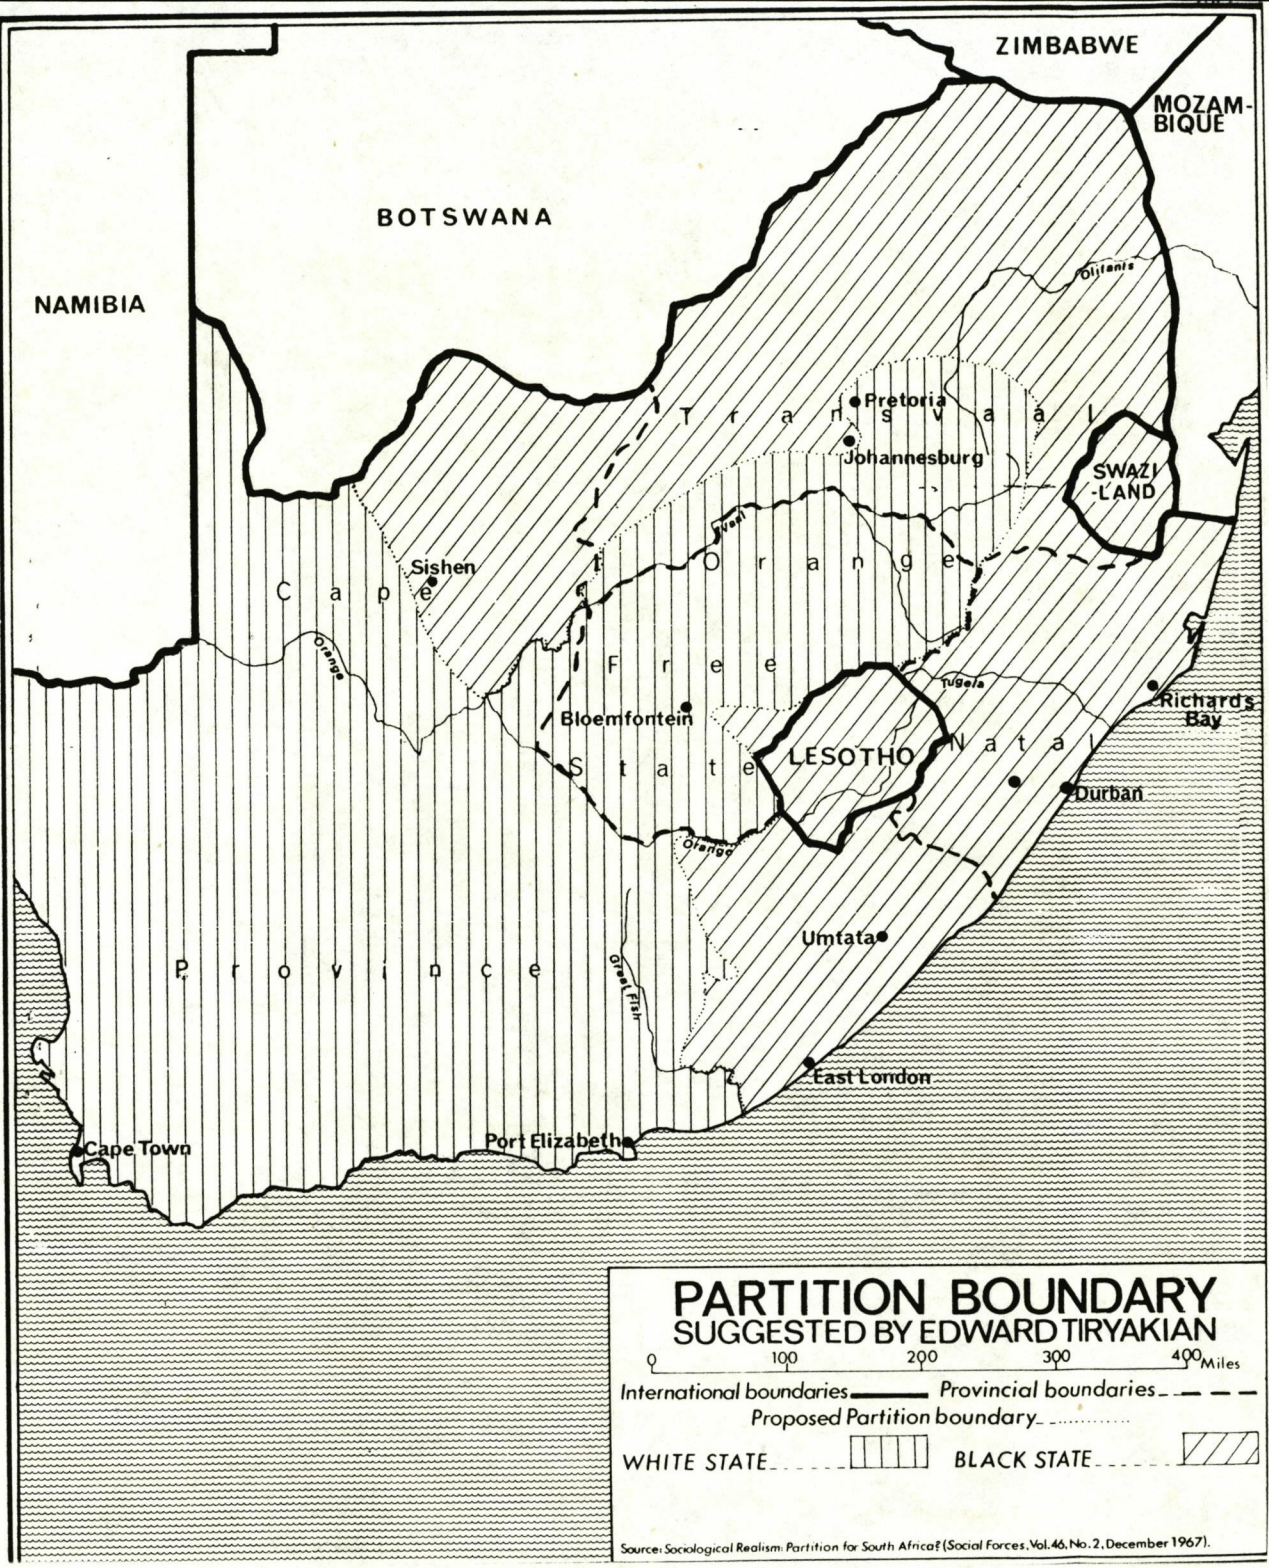 ZIMBABWE
MOZAM-
BIQUE
BOTSWANA
NAMIBIA
Olifants
Pretoria
Transvaal
Johannesburg
SWAZI
-LAND
Vaal
Sishen
Orange
Cape
Orange
Free
Tugela
Richard's
Bay
Bloemfontein
Natal
LESOTHO
State
Durban
Orange
Umtata
Province
Great Fish
East London
Port Elizabeth
Cape Town
PARTITION BOUNDARY
SUGGESTED BY EDWARD TIRYAKIAN
0 100 200 300 400 Miles
International boundaries Provincial boundaries
Proposed Partition boundary
WHITE STATE BLACK STATE
Source: Sociological Realism: Partition for South Africa? (Social Forces, Vol. 46, No. 2, December 1967).